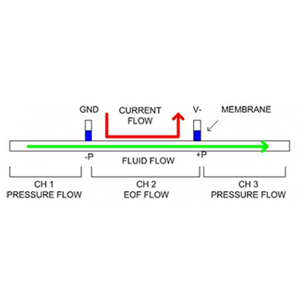 GND
CURRENT
FLOW
V-
MEMBRANE
-P
FLUID FLOW
+P
CH 1
PRESSURE FLOW
CH 2
EOF FLOW
CH 3
PRESSURE FLOW